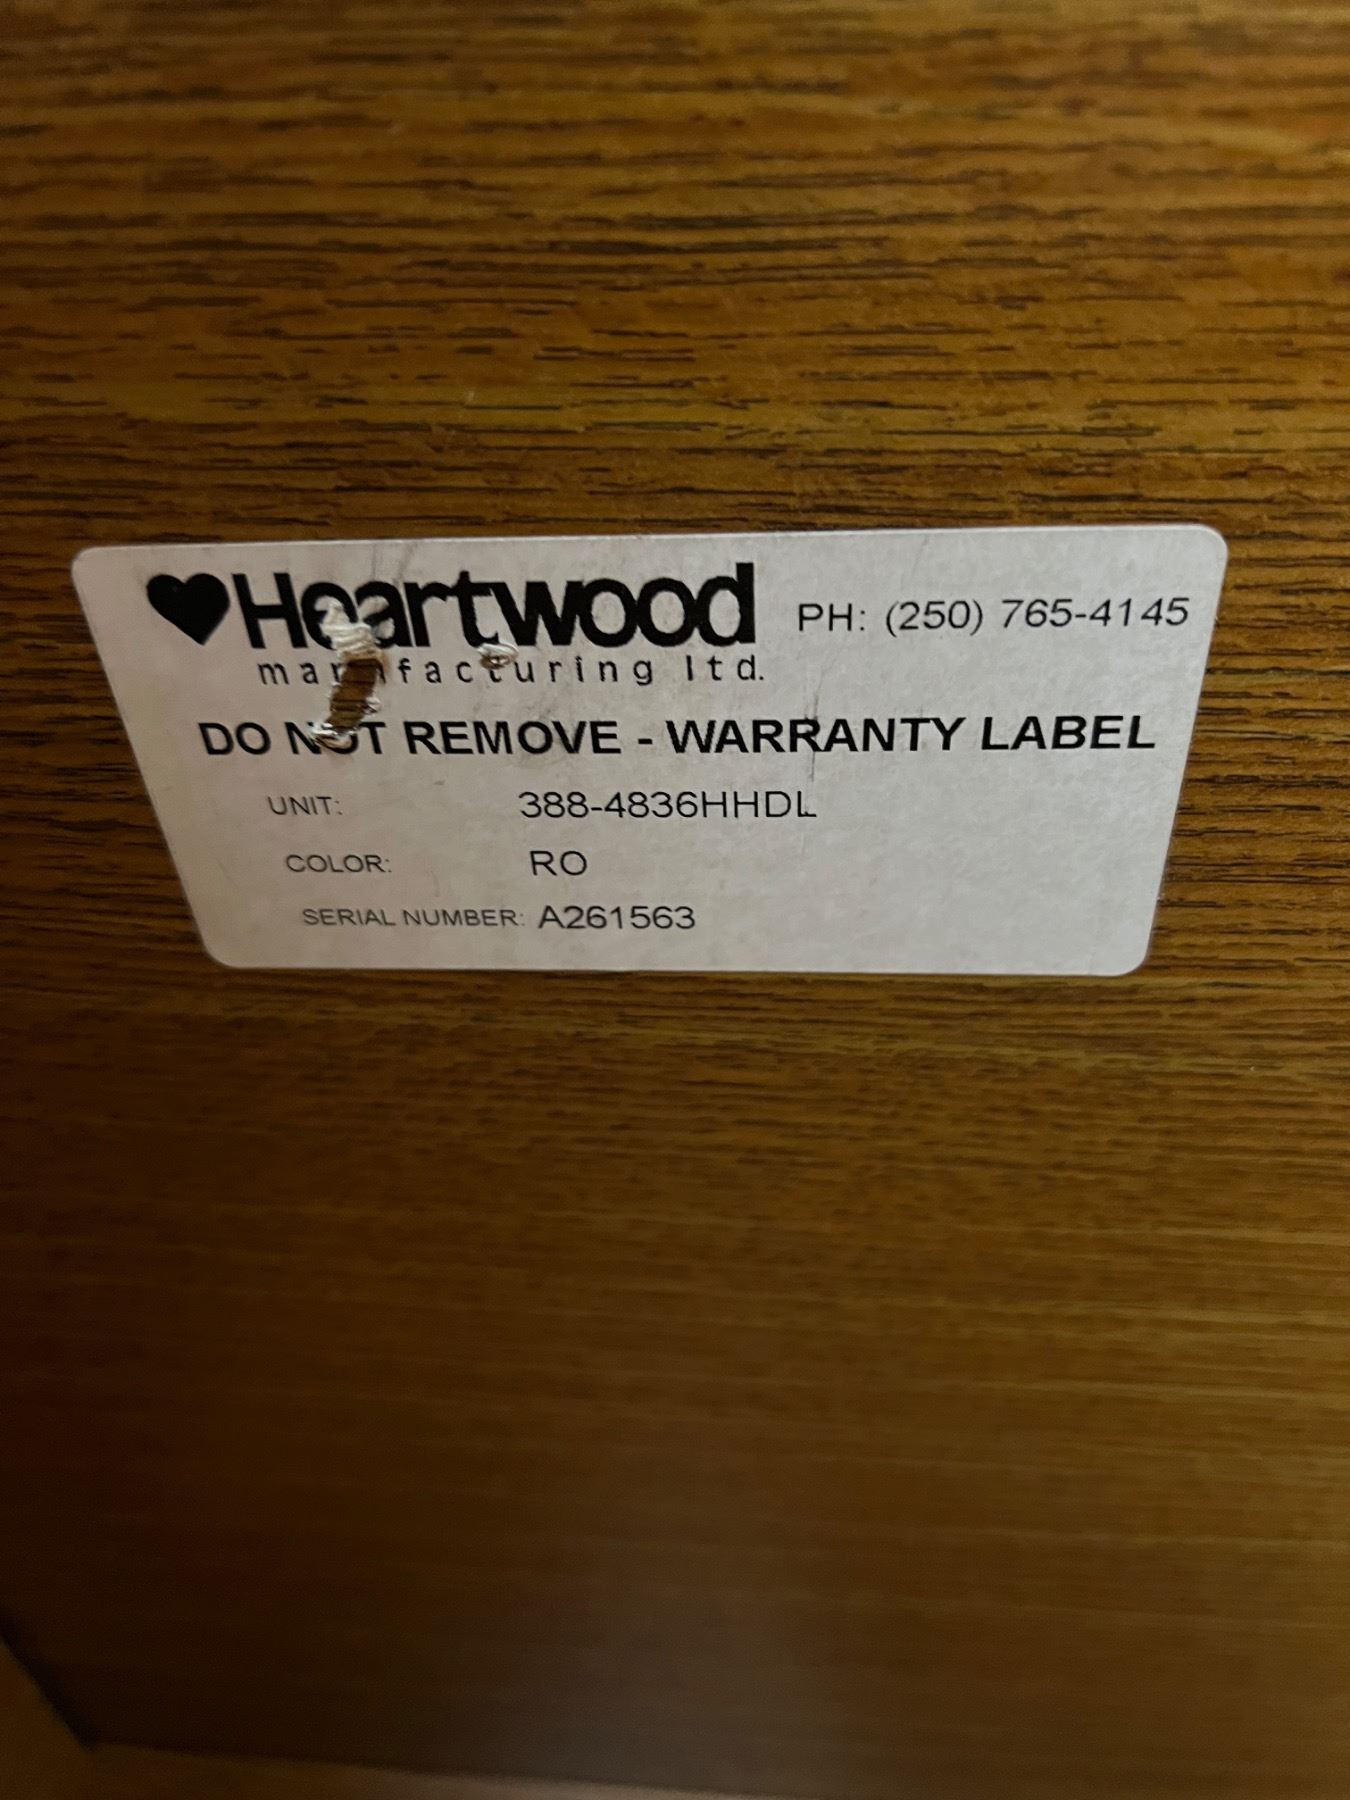 Heartwood
manufacturing ltd.
PH: (250) 765-4145
DO NOT REMOVE - WARRANTY LABEL
UNIT: 388-4836HHDL
COLOR: RO
SERIAL NUMBER: A261563